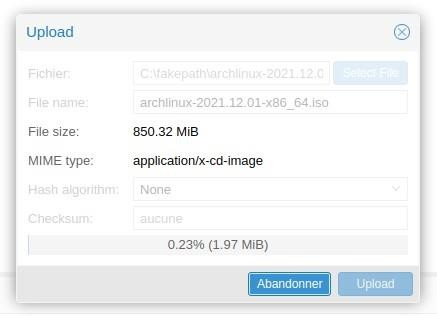 Upload
Fichier: C:\fakepath\archlinux-2021.12.0 Select File
File name: archlinux-2021.12.01-x86_64.iso
File size: 850.32 MiB
MIME type: application/x-cd-image
Hash algorithm: None
Checksum: aucune
0.23% (1.97 MiB)
Abandonner Upload